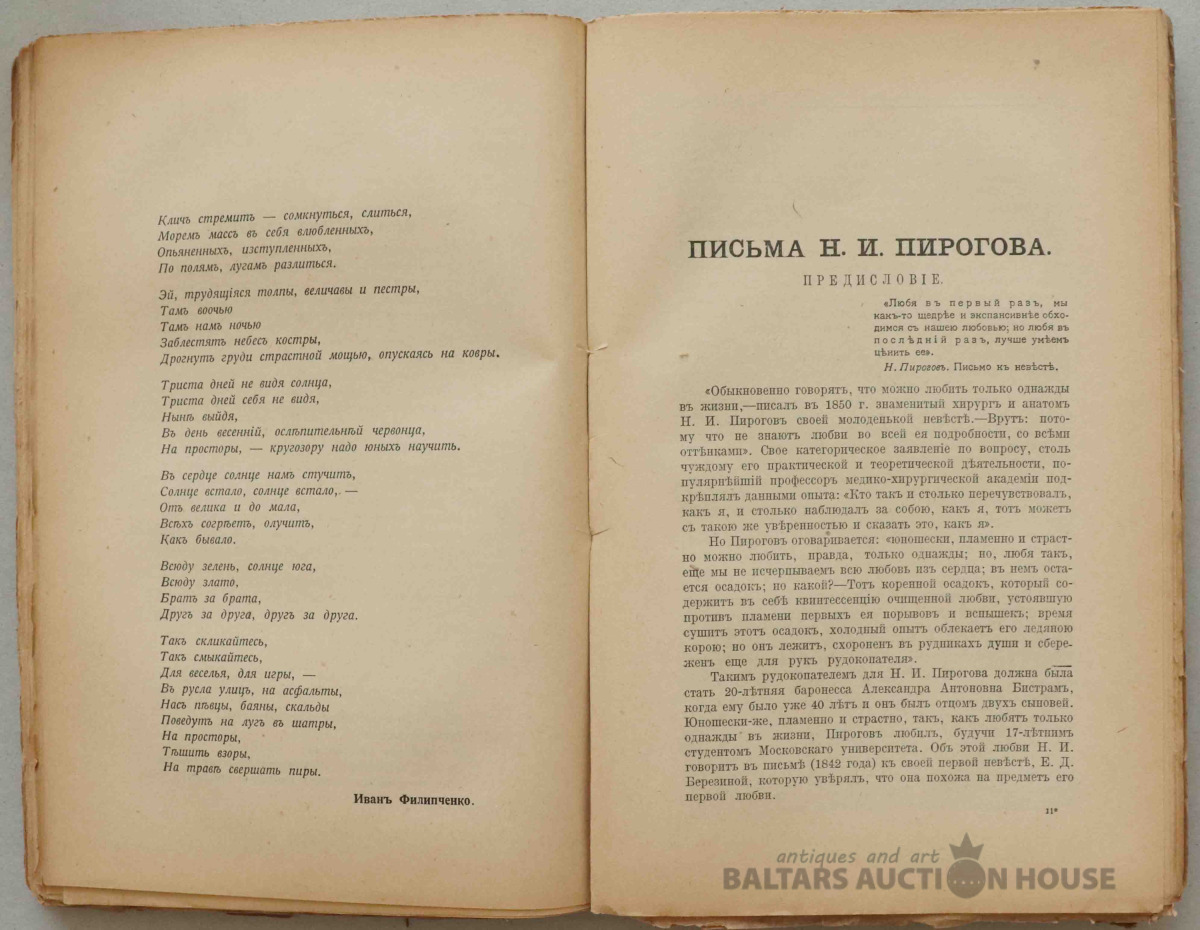 Кличъ стремитъ — сомкнуться, слиться,
Моремъ массъ въ себя влюбленныхъ,
Опьяненныхъ, изступленныхъ,
По полямъ, лугамъ разлиться.
Эй, трудящіяся толпы, величавы и пестры,
Тамъ воочью
Тамъ намъ ночью
Заблестятъ небесъ костры,
Дрогнутъ груди страстной мощью, опускаясь на ковры.
Триста дней не видя солнца,
Триста дней себя не видя,
Нынѣ выйдя,
Въ день весенній, ослѣпительнѣй червонца,
На просторы, — кругозору надо юныхъ научить.
Въ сердце солнце намъ стучитъ,
Солнце встало, солнце встало, —
Отъ велика и до мала,
Всѣхъ согрѣетъ, олучитъ,
Какъ бывало.
Всюду зелень, солнце юга,
Всюду злато,
Братъ за брата,
Другъ за друга, другъ за друга.
Такъ скликайтесь,
Такъ смыкайтесь,
Для веселья, для игры, —
Въ русла улицъ, на асфальты,
Насъ пѣвцы, баяны, скальды
Поведутъ на лугъ въ шатры,
На просторы,
Тѣшить взоры,
На травѣ свершать пиры.
Иванъ Филипченко.
ПИСЬМА Н. И. ПИРОГОВА.
ПРЕДИСЛОВІЕ.
«Любя въ первый разъ, мы
какъ-то щедрѣе и экспансивнѣе обхо-
димся съ нашею любовью; но любя въ
послѣдній разъ, лучше умѣемъ
цѣнить ее».
Н. Пироговъ. Письмо къ невѣстѣ.
«Обыкновенно говорятъ, что можно любить только однажды
въ жизни,—писалъ въ 1850 г. знаменитый хирургъ и анатомъ
Н. И. Пироговъ своей молоденькой невѣстѣ.—Врутъ: пото-
му что не знаютъ любви во всей ея подробности, со всѣми
оттѣнками». Свое категорическое заявленіе по вопросу, столь
чуждому его практической и теоретической дѣятельности, по-
пулярнѣйшій профессоръ медико-хирургической академіи под-
крѣплялъ данными опыта: «Кто такъ и столько перечувствовалъ,
какъ я, и столько наблюдалъ за собою, какъ я, тотъ можетъ
съ такою же увѣренностью и сказать это, какъ я».
Но Пироговъ оговаривается: «юношески, пламенно и страст-
но можно любить, правда, только однажды; но, любя такъ,
еще мы не исчерпываемъ всю любовь изъ сердца; въ немъ оста-
ется осадокъ; но какой?—Тотъ коренной осадокъ, который со-
держитъ въ себѣ квинтессенцію очищенной любви, устоявшую
противъ пламени первыхъ ея порывовъ и вспышекъ; время
сушитъ этотъ осадокъ, холодный опытъ облекаетъ его ледяною
корою; но онъ лежитъ, схороненъ въ рудникахъ души и сбере-
женъ еще для рукъ рудокопателя».
Такимъ рудокопателемъ для Н. И. Пирогова должна была
стать 20-лѣтняя баронесса Александра Антоновна Бистрамъ,
когда ему было уже 40 лѣтъ и онъ былъ отцомъ двухъ сыновей.
Юношески-же, пламенно и страстно, такъ, какъ любятъ только
однажды въ жизни, Пироговъ любилъ, будучи 17-лѣтнимъ
студентомъ Московскаго университета. Объ этой любви Н. И.
говоритъ въ письмѣ (1842 года) къ своей первой невѣстѣ, Е. Д.
Березиной, которую увѣрялъ, что она похожа на предметъ его
первой любви.
11*
antiques and art
BALTARS AUCTION HOUSE